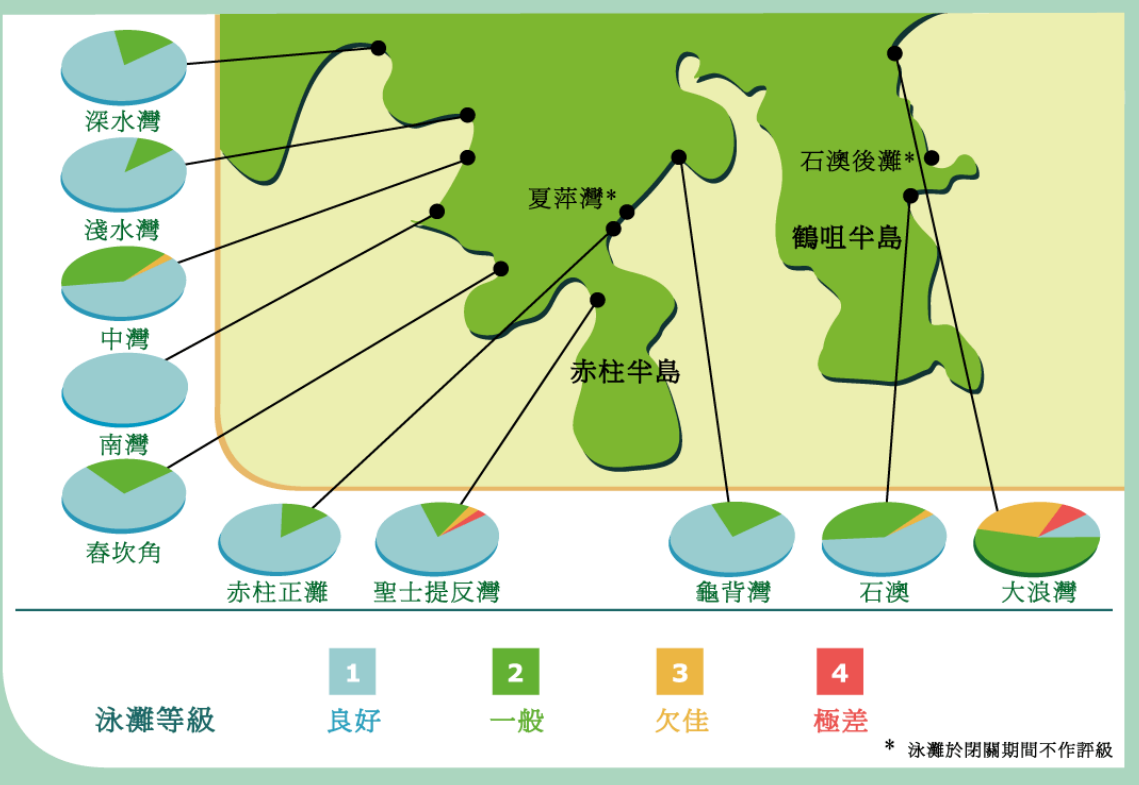 深水灣
淺水灣
中灣
南灣
舂坎角
夏萍灣*
石澳後灘*
鶴咀半島
赤柱半島
赤柱正灘
聖士提反灣
龜背灣
石澳
大浪灣
泳灘等級
1
良好
2
一般
3
欠佳
4
極差
* 泳灘於閉關期間不作評級